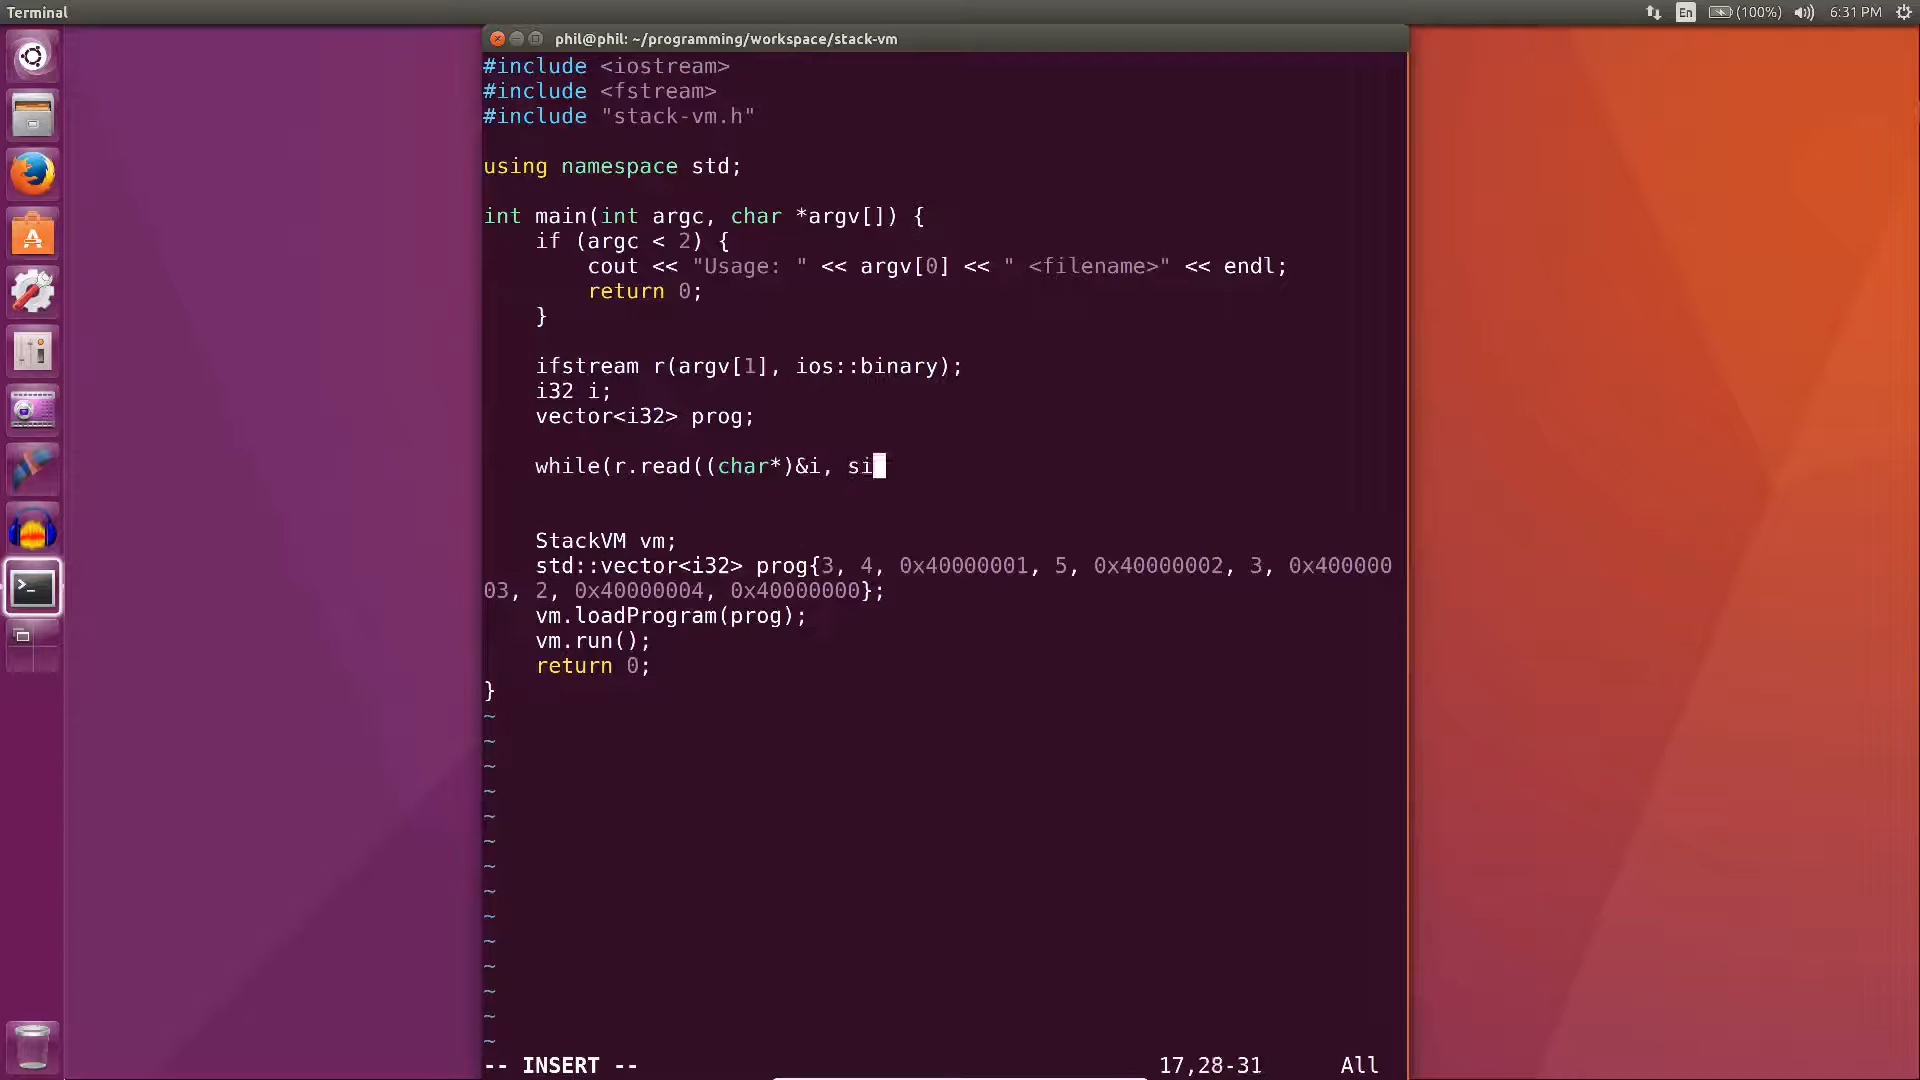 Terminal
En
(100%)
6:31 PM
phil@phil: ~/programming/workspace/stack-vm
#include <iostream>
#include <fstream>
#include "stack-vm.h"
using namespace std;
int main(int argc, char *argv[]) {
    if (argc < 2) {
        cout << "Usage: " << argv[0] << " <filename>" << endl;
        return 0;
    }
    ifstream r(argv[1], ios::binary);
    i32 i;
    vector<i32> prog;
    while(r.read((char*)&i, si
    StackVM vm;
    std::vector<i32> prog{3, 4, 0x40000001, 5, 0x40000002, 3, 0x400000
03, 2, 0x40000004, 0x40000000};
    vm.loadProgram(prog);
    vm.run();
    return 0;
}
~
~
~
~
~
~
~
~
~
~
~
~
~
~
-- INSERT --
17,28-31
All